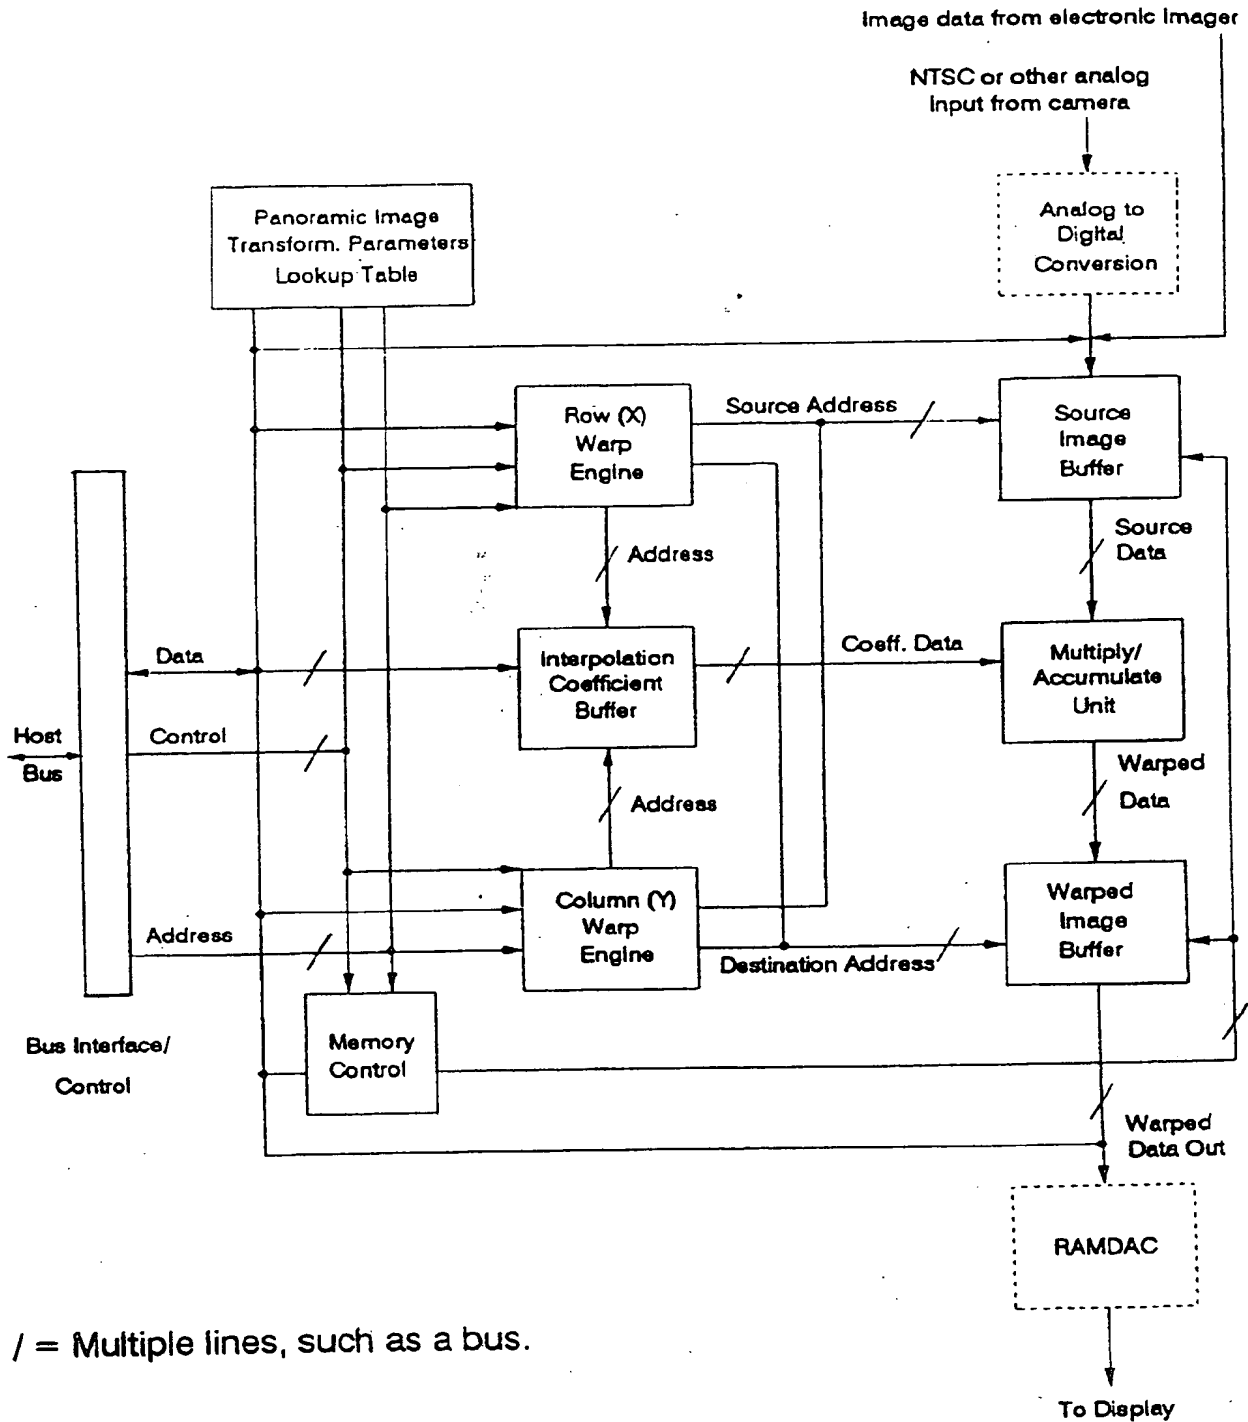 Image data from electronic imager
NTSC or other analog
Input from camera
Analog to
Digital
Conversion
Panoramic Image
Transform. Parameters
Lookup Table
Row (X)
Warp
Engine
Source Address
Source
Image
Buffer
Address
Source
Data
Data
Interpolation
Coefficient
Buffer
Coeff. Data
Multiply/
Accumulate
Unit
Host
Bus
Control
Address
Warped
Data
Address
Column (Y)
Warp
Engine
Destination Address
Warped
Image
Buffer
Bus Interface/
Control
Memory
Control
Warped
Data Out
RAMDAC
/ = Multiple lines, such as a bus.
To Display